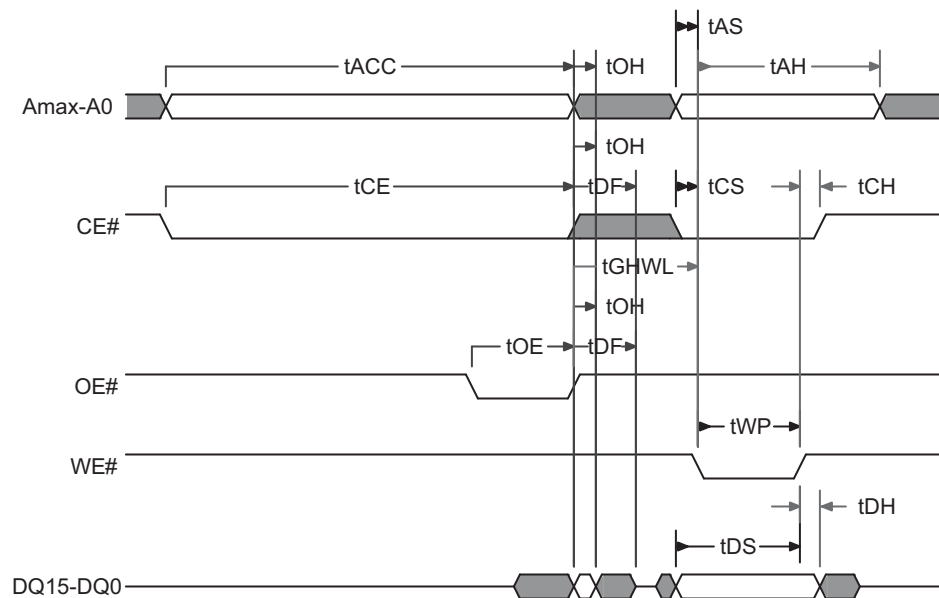 tAS
tACC tOH tAH
Amax-A0
tOH
tCE tDF tCS tCH
CE#
tGHWL
tOH
tOE tDF
OE#
tWP
WE#
tDH
tDS
DQ15-DQ0